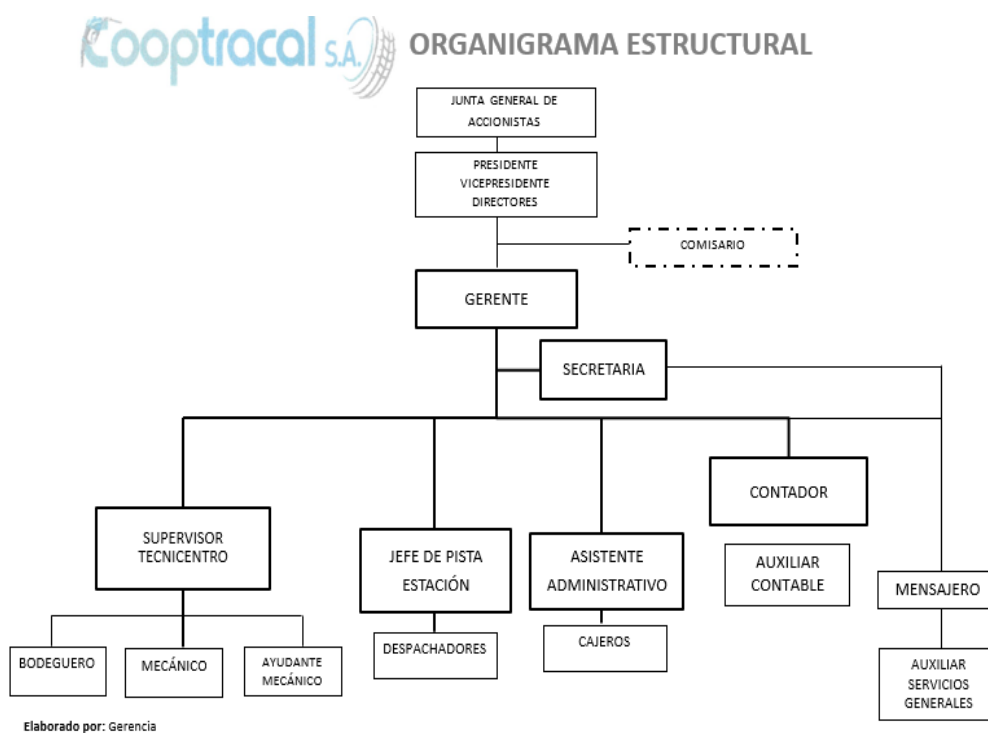 Cooptracal S.A.
ORGANIGRAMA ESTRUCTURAL
JUNTA GENERAL DE
ACCIONISTAS
PRESIDENTE
VICEPRESIDENTE
DIRECTORES
COMISARIO
GERENTE
SECRETARIA
CONTADOR
SUPERVISOR
TECNICENTRO
JEFE DE PISTA
ESTACIÓN
ASISTENTE
ADMINISTRATIVO
AUXILIAR
CONTABLE
MENSAJERO
BODEGUERO
MECÁNICO
AYUDANTE
MECÁNICO
DESPACHADORES
CAJEROS
AUXILIAR
SERVICIOS
GENERALES
Elaborado por: Gerencia